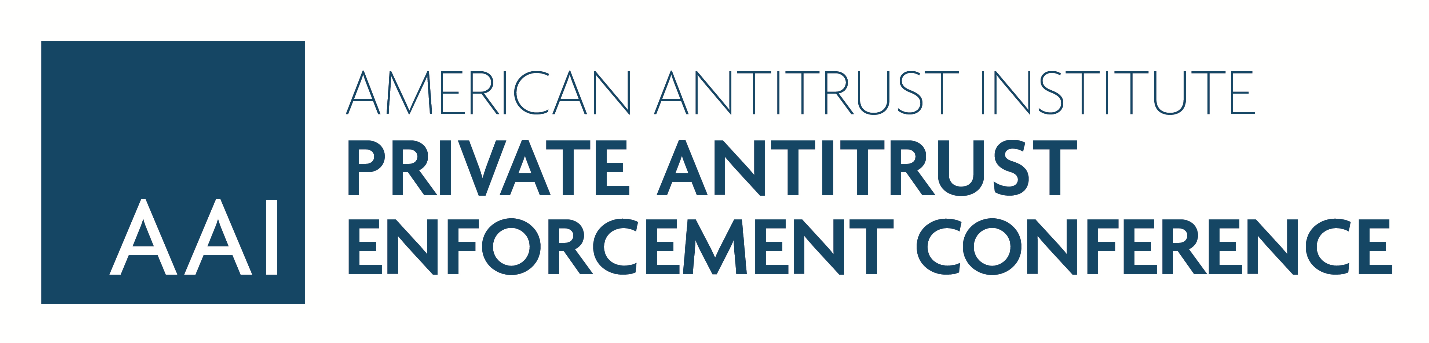 AAI
AMERICAN ANTITRUST INSTITUTE
PRIVATE ANTITRUST
ENFORCEMENT CONFERENCE